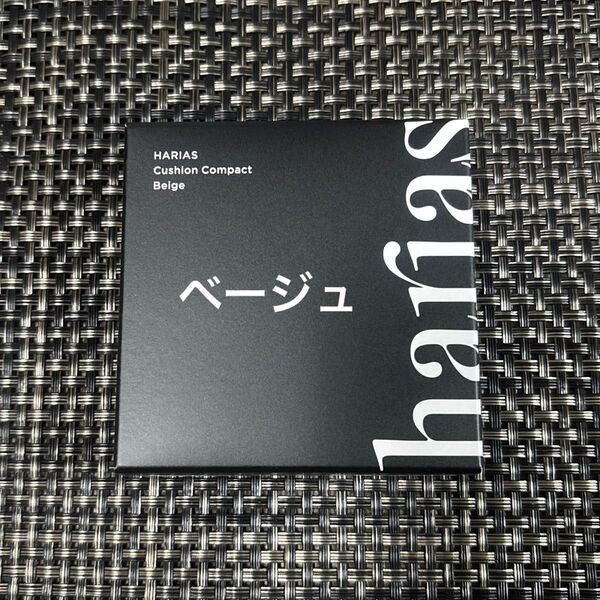 HARIAS
Cushion Compact
Beige
ベージュ
harias